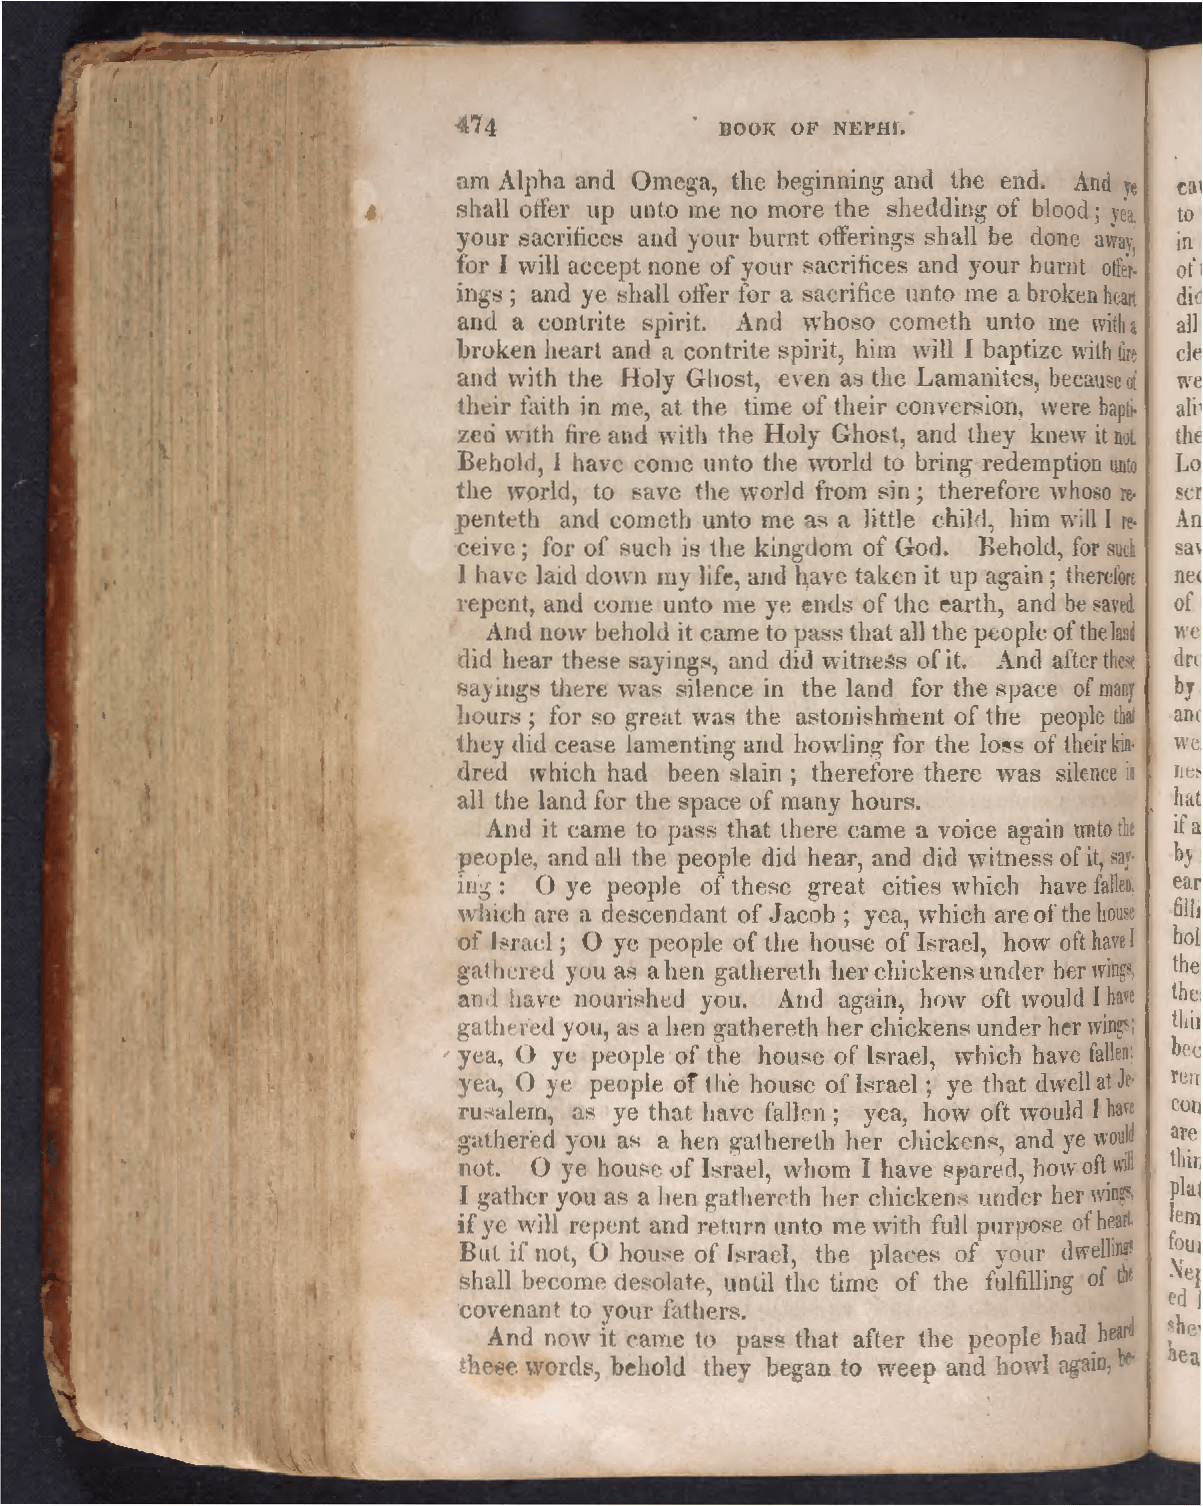 474 BOOK OF NEPHI.
am Alpha and Omega, the beginning and the end. And ye
shall offer up unto me no more the shedding of blood; yea,
your sacrifices and your burnt offerings shall be done away,
for I will accept none of your sacrifices and your burnt offer-
ings; and ye shall offer for a sacrifice unto me a broken heart
and a contrite spirit. And whoso cometh unto me with a
broken heart and a contrite spirit, him will I baptize with fire
and with the Holy Ghost, even as the Lamanites, because of
their faith in me, at the time of their conversion, were bapti-
zed with fire and with the Holy Ghost, and they knew it not.
Behold, I have come unto the world to bring redemption unto
the world, to save the world from sin; therefore whoso re-
penteth and cometh unto me as a little child, him will I re-
ceive; for of such is the kingdom of God. Behold, for such
I have laid down my life, and have taken it up again; therefore
repent, and come unto me ye ends of the earth, and be saved.
And now behold it came to pass that all the people of the land
did hear these sayings, and did witness of it. And after these
sayings there was silence in the land for the space of many
hours; for so great was the astonishment of the people that
they did cease lamenting and howling for the loss of their kin-
dred which had been slain; therefore there was silence in
all the land for the space of many hours.
And it came to pass that there came a voice again unto the
people, and all the people did hear, and did witness of it, say-
ing: O ye people of these great cities which have fallen,
which are a descendant of Jacob; yea, which are of the house
of Israel; O ye people of the house of Israel, how oft have I
gathered you as a hen gathereth her chickens under her wings,
and have nourished you. And again, how oft would I have
gathered you, as a hen gathereth her chickens under her wings;
yea, O ye people of the house of Israel, which have fallen;
yea, O ye people of the house of Israel; ye that dwell at Je-
rusalem, as ye that have fallen; yea, how oft would I have
gathered you as a hen gathereth her chickens, and ye would
not. O ye house of Israel, whom I have spared, how oft will
I gather you as a hen gathereth her chickens under her wings,
if ye will repent and return unto me with full purpose of heart.
But if not, O house of Israel, the places of your dwellings
shall become desolate, until the time of the fulfilling of the
covenant to your fathers.
And now it came to pass that after the people had heard
these words, behold they began to weep and howl again, be-